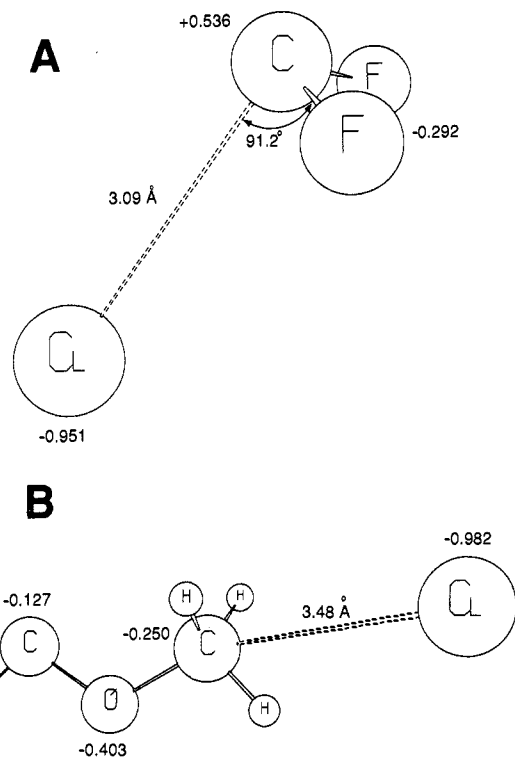 +0.536
A
C
F
F
-0.292
91.2°
3.09 Å
CL
-0.951
B
-0.982
-0.127
H
H
3.48 Å
CL
C
-0.250
C
O
H
-0.403